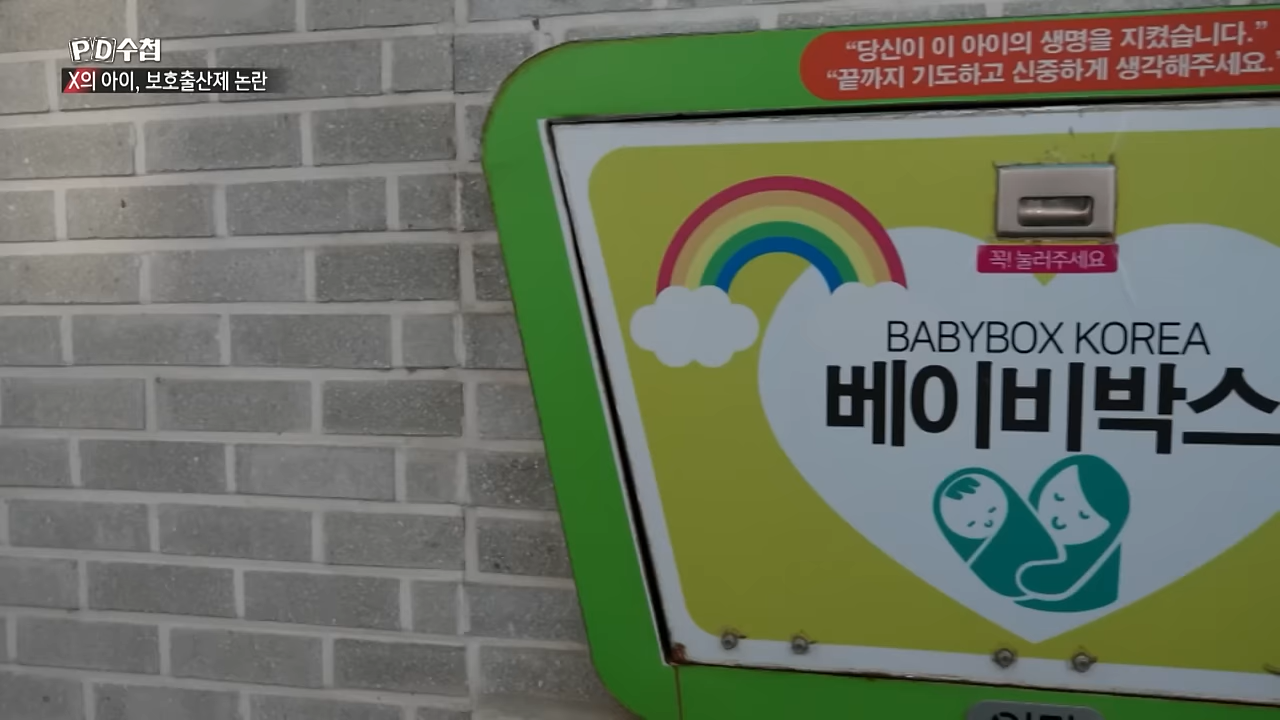 PD수첩
X의 아이, 보호출산제 논란
“당신이 이 아이의 생명을 지켰습니다.”
“끝까지 기도하고 신중하게 생각해주세요.”
꼭! 눌러주세요
BABYBOX KOREA
베이비박스